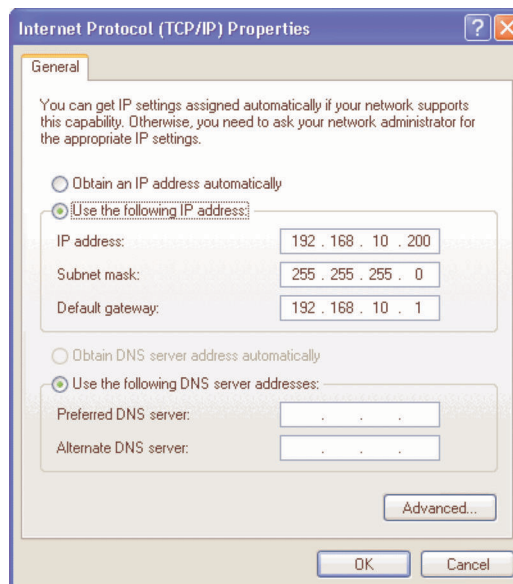 Internet Protocol (TCP/IP) Properties
General
You can get IP settings assigned automatically if your network supports
this capability. Otherwise, you need to ask your network administrator for
the appropriate IP settings.
Obtain an IP address automatically
Use the following IP address:
IP address: 192 . 168 . 10 . 200
Subnet mask: 255 . 255 . 255 . 0
Default gateway: 192 . 168 . 10 . 1
Obtain DNS server address automatically
Use the following DNS server addresses:
Preferred DNS server: . . .
Alternate DNS server: . . .
Advanced...
OK Cancel